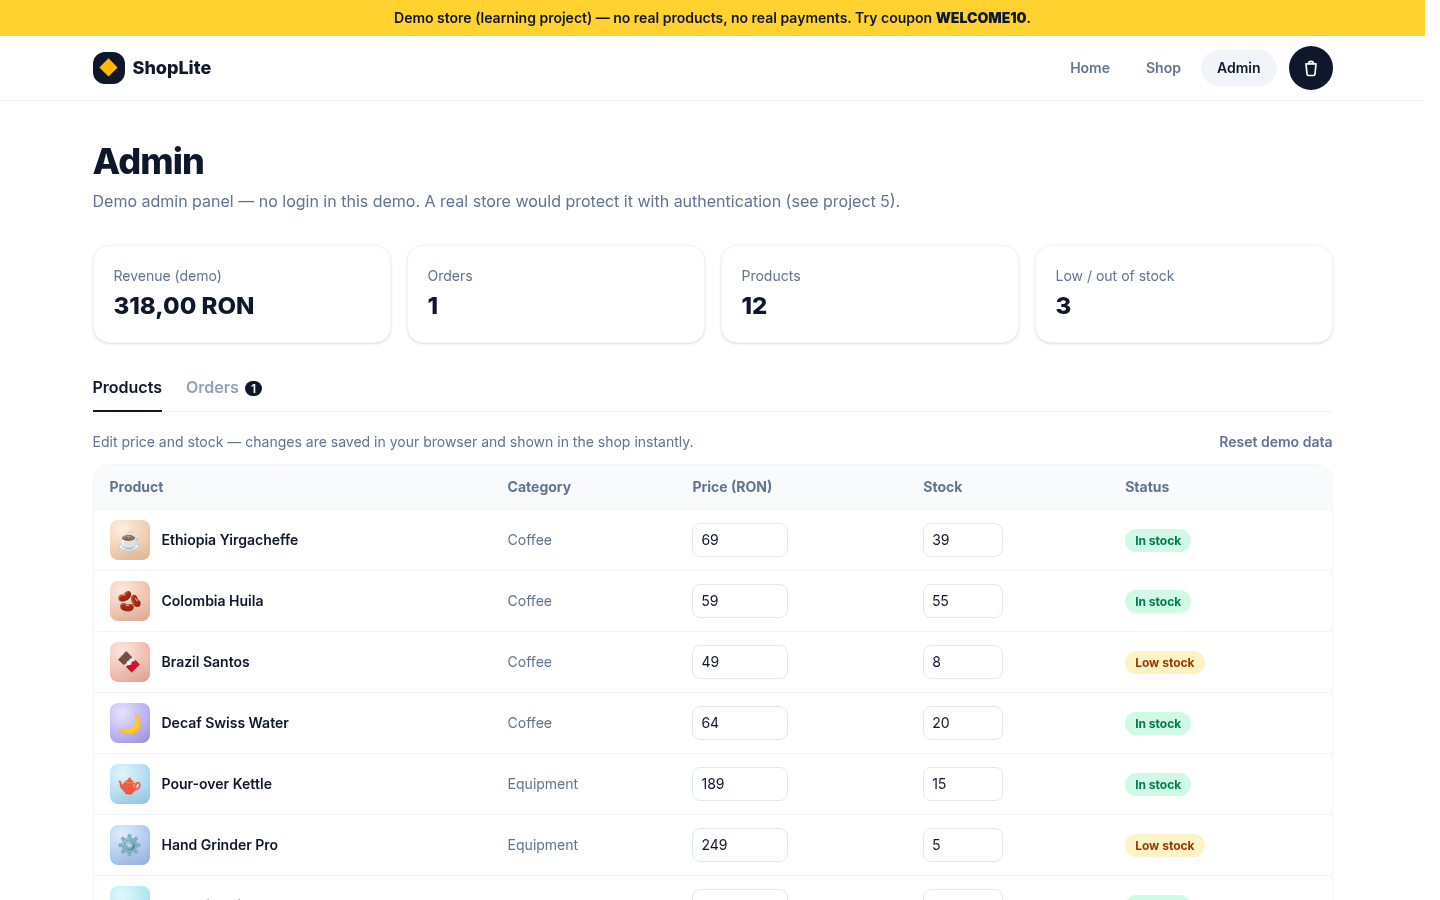 Demo store (learning project) — no real products, no real payments. Try coupon WELCOME10.
ShopLite
Home
Shop
Admin
Admin
Demo admin panel — no login in this demo. A real store would protect it with authentication (see project 5).
Revenue (demo)
318,00 RON
Orders
1
Products
12
Low / out of stock
3
Products
Orders 1
Edit price and stock — changes are saved in your browser and shown in the shop instantly.
Reset demo data
Product Category Price (RON) Stock Status
Ethiopia Yirgacheffe Coffee 69 39 In stock
Colombia Huila Coffee 59 55 In stock
Brazil Santos Coffee 49 8 Low stock
Decaf Swiss Water Coffee 64 20 In stock
Pour-over Kettle Equipment 189 15 In stock
Hand Grinder Pro Equipment 249 5 Low stock